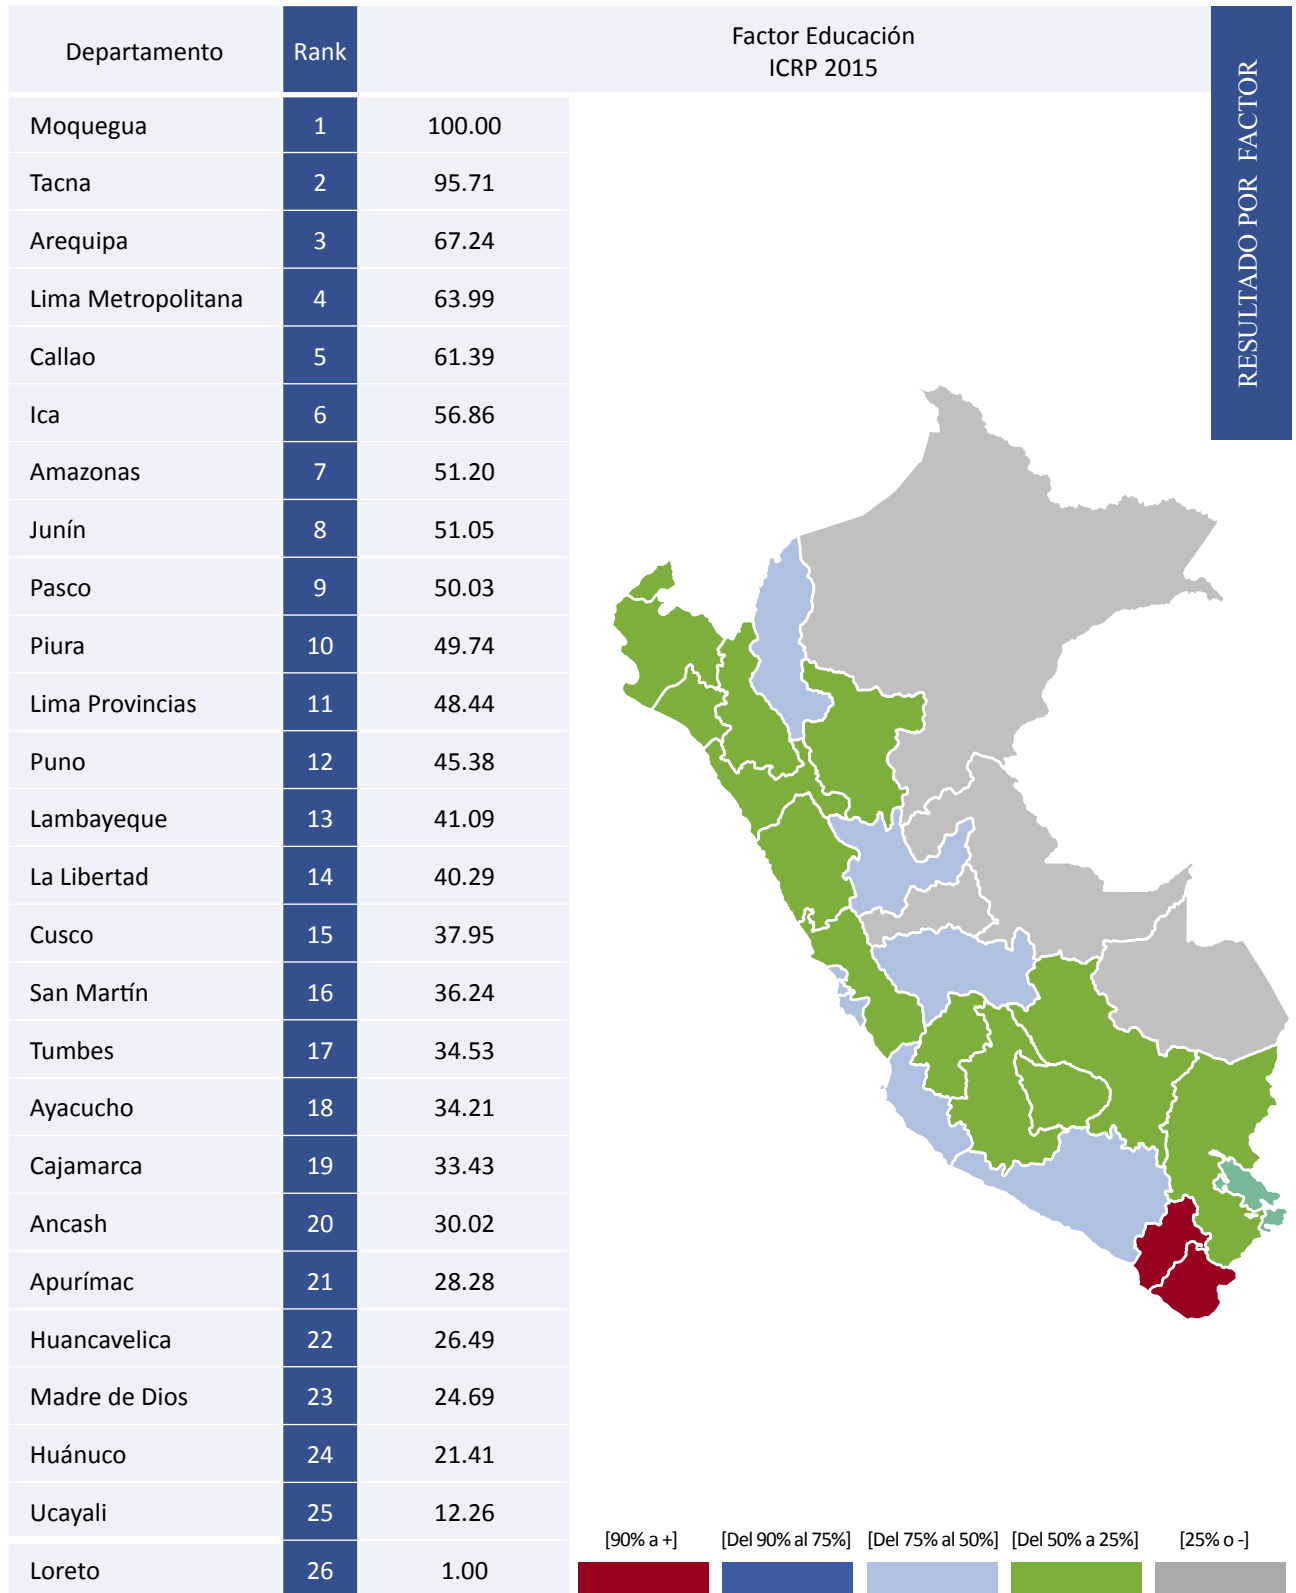 Departamento Rank Factor Educación
ICRP 2015
RESULTADO POR FACTOR
Moquegua 1 100.00
Tacna 2 95.71
Arequipa 3 67.24
Lima Metropolitana 4 63.99
Callao 5 61.39
Ica 6 56.86
Amazonas 7 51.20
Junín 8 51.05
Pasco 9 50.03
Piura 10 49.74
Lima Provincias 11 48.44
Puno 12 45.38
Lambayeque 13 41.09
La Libertad 14 40.29
Cusco 15 37.95
San Martín 16 36.24
Tumbes 17 34.53
Ayacucho 18 34.21
Cajamarca 19 33.43
Ancash 20 30.02
Apurímac 21 28.28
Huancavelica 22 26.49
Madre de Dios 23 24.69
Huánuco 24 21.41
Ucayali 25 12.26
Loreto 26 1.00
[90% a +] [Del 90% al 75%] [Del 75% al 50%] [Del 50% a 25%] [25% o -]